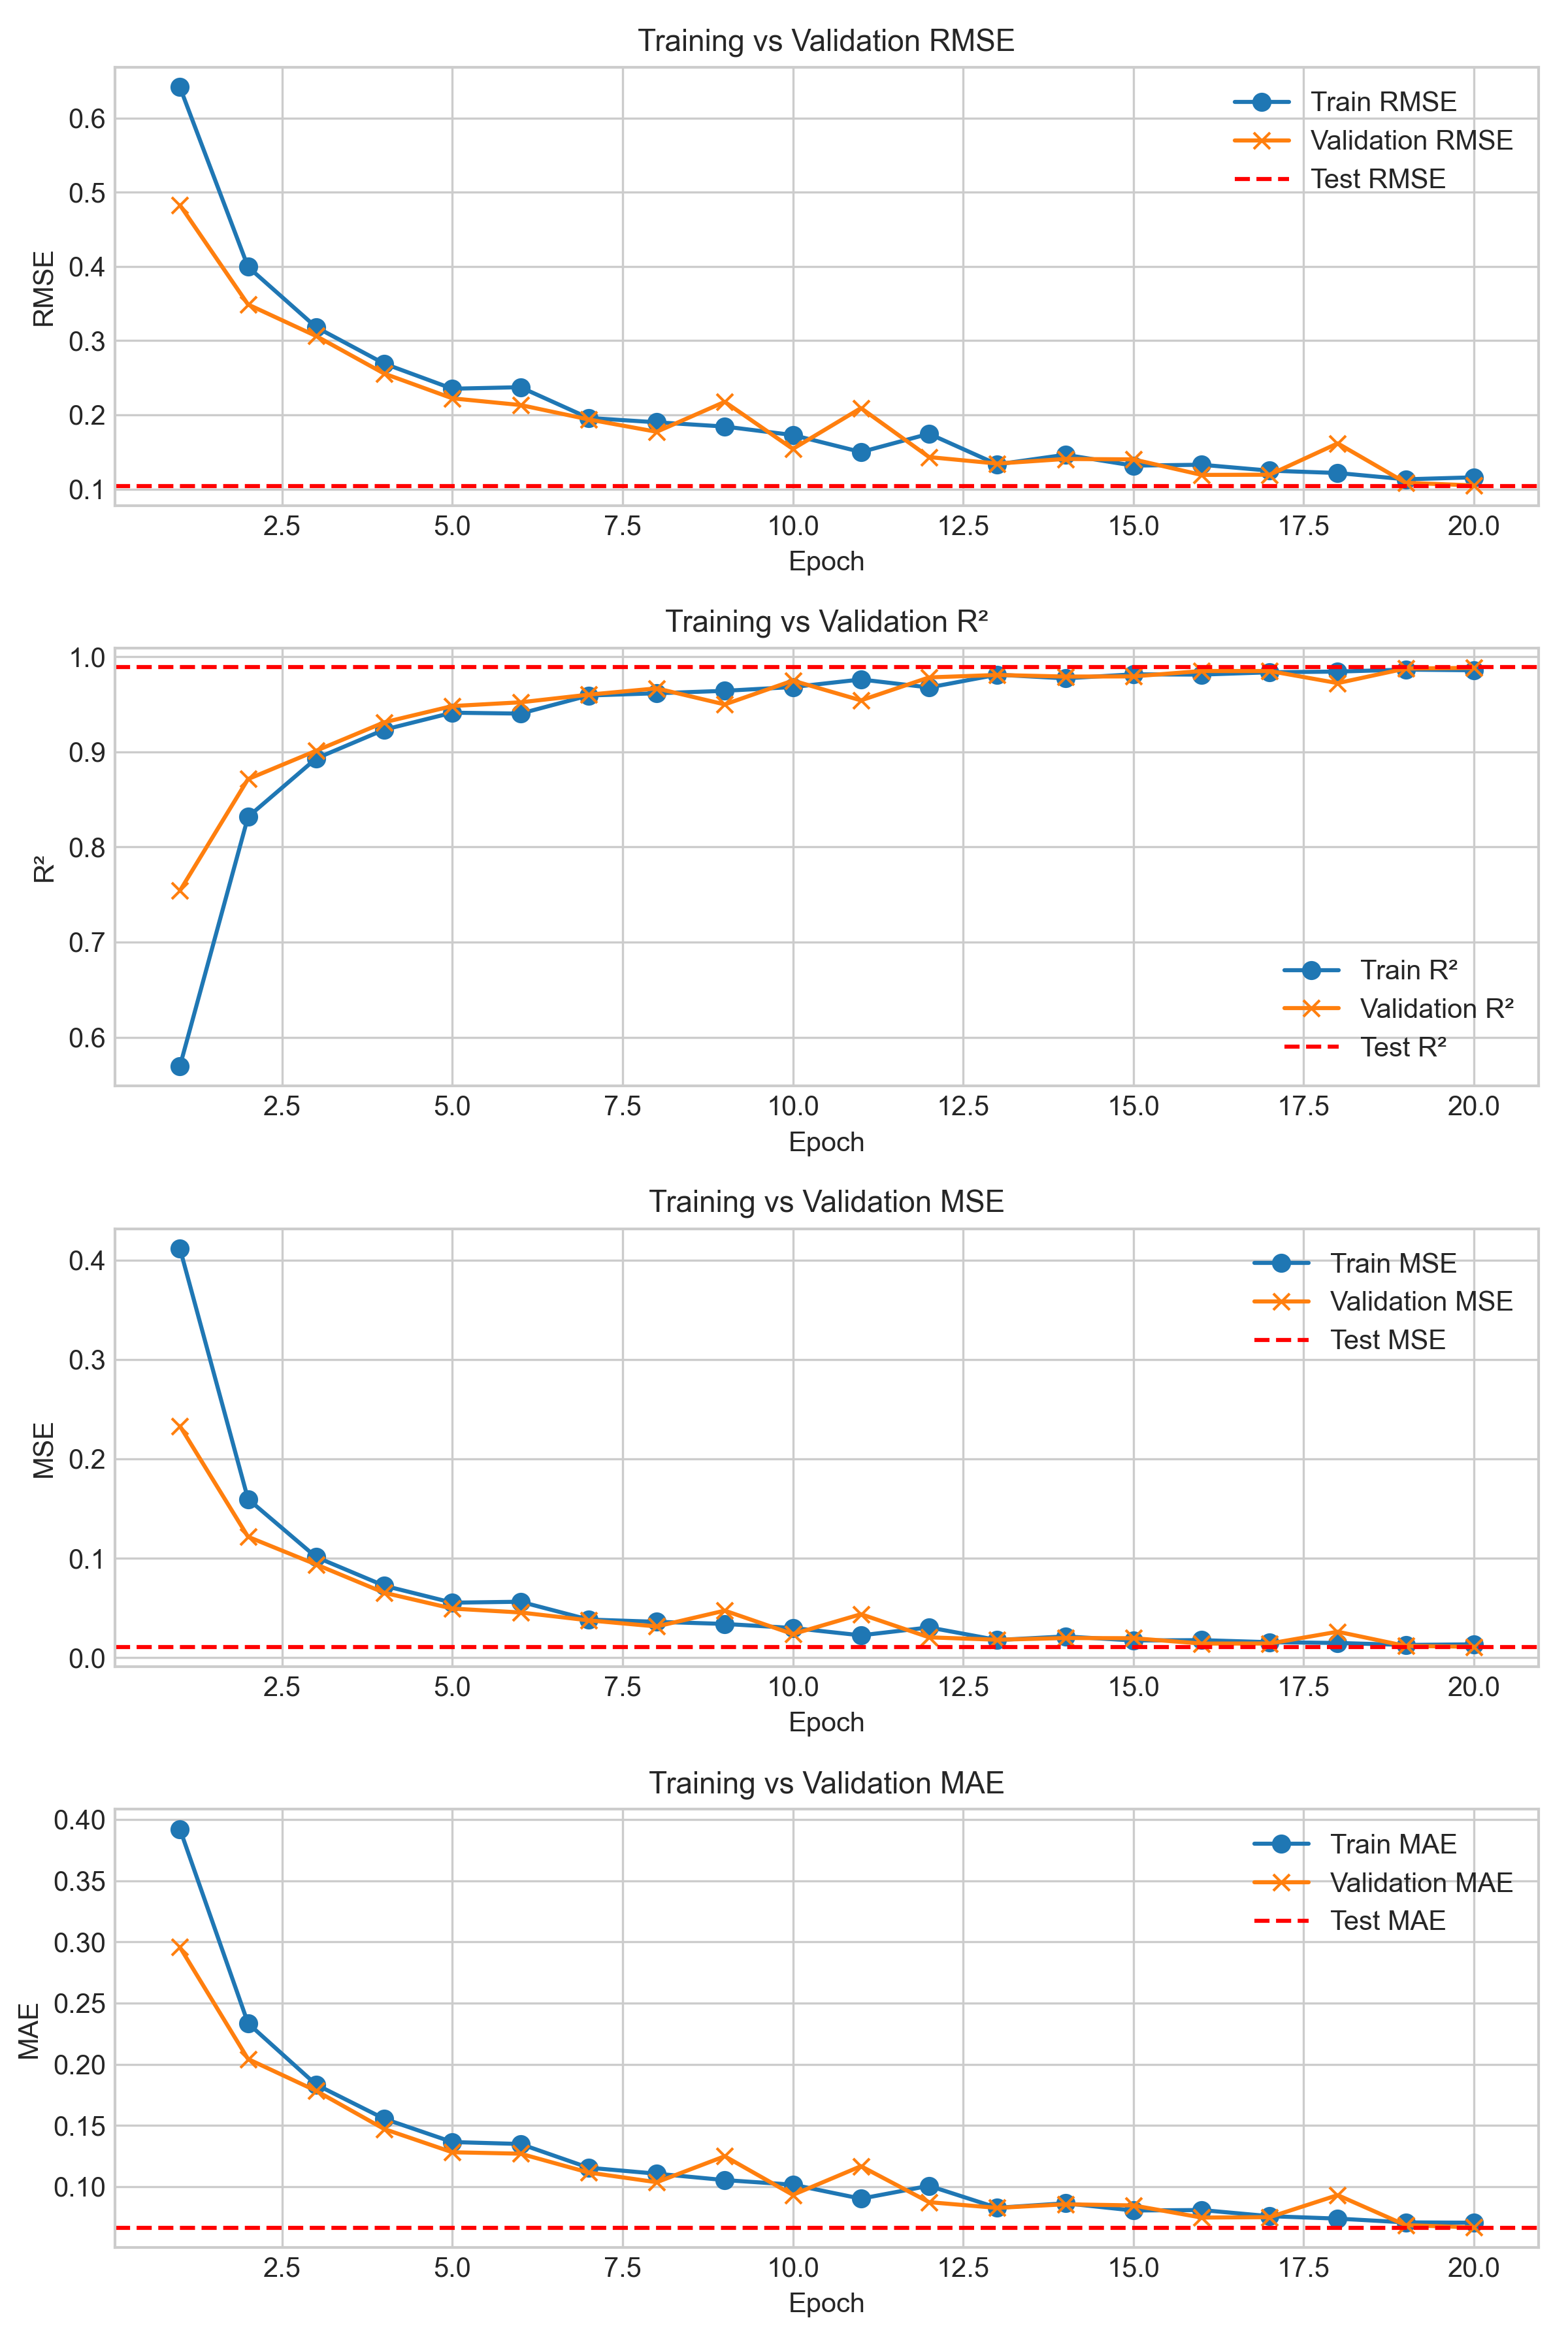 Training vs Validation RMSE
0.6
0.5
0.4
0.3
0.2
0.1
RMSE
Train RMSE
Validation RMSE
Test RMSE
2.5 5.0 7.5 10.0 12.5 15.0 17.5 20.0
Epoch
Training vs Validation R²
1.0
0.9
0.8
0.7
0.6
R²
Train R²
Validation R²
Test R²
2.5 5.0 7.5 10.0 12.5 15.0 17.5 20.0
Epoch
Training vs Validation MSE
0.4
0.3
0.2
0.1
0.0
MSE
Train MSE
Validation MSE
Test MSE
2.5 5.0 7.5 10.0 12.5 15.0 17.5 20.0
Epoch
Training vs Validation MAE
0.40
0.35
0.30
0.25
0.20
0.15
0.10
MAE
Train MAE
Validation MAE
Test MAE
2.5 5.0 7.5 10.0 12.5 15.0 17.5 20.0
Epoch